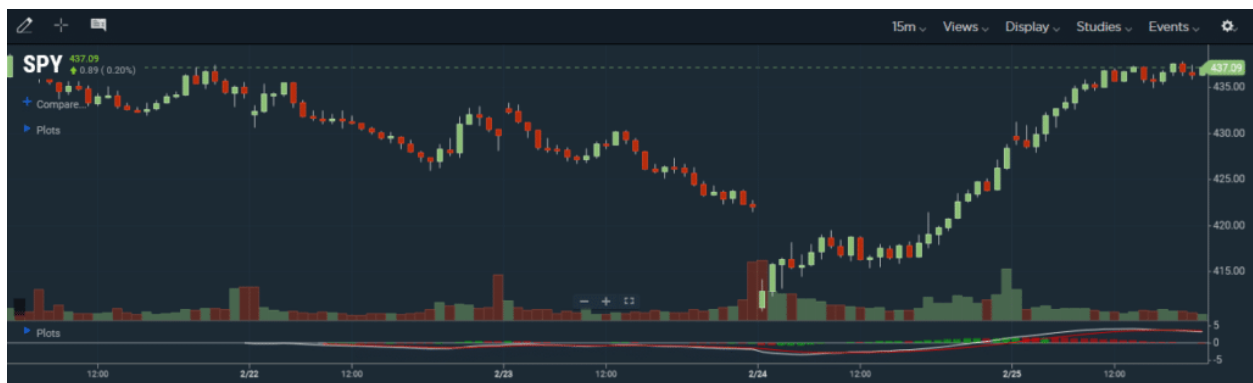 15m Views Display Studies Events
SPY 437.09
0.89 (0.20%)
437.09
435.00
Compare...
Plots
430.00
425.00
420.00
415.00
Plots
5
0
-5
12:00 2/22 12:00 2/23 12:00 2/24 12:00 2/25 12:00